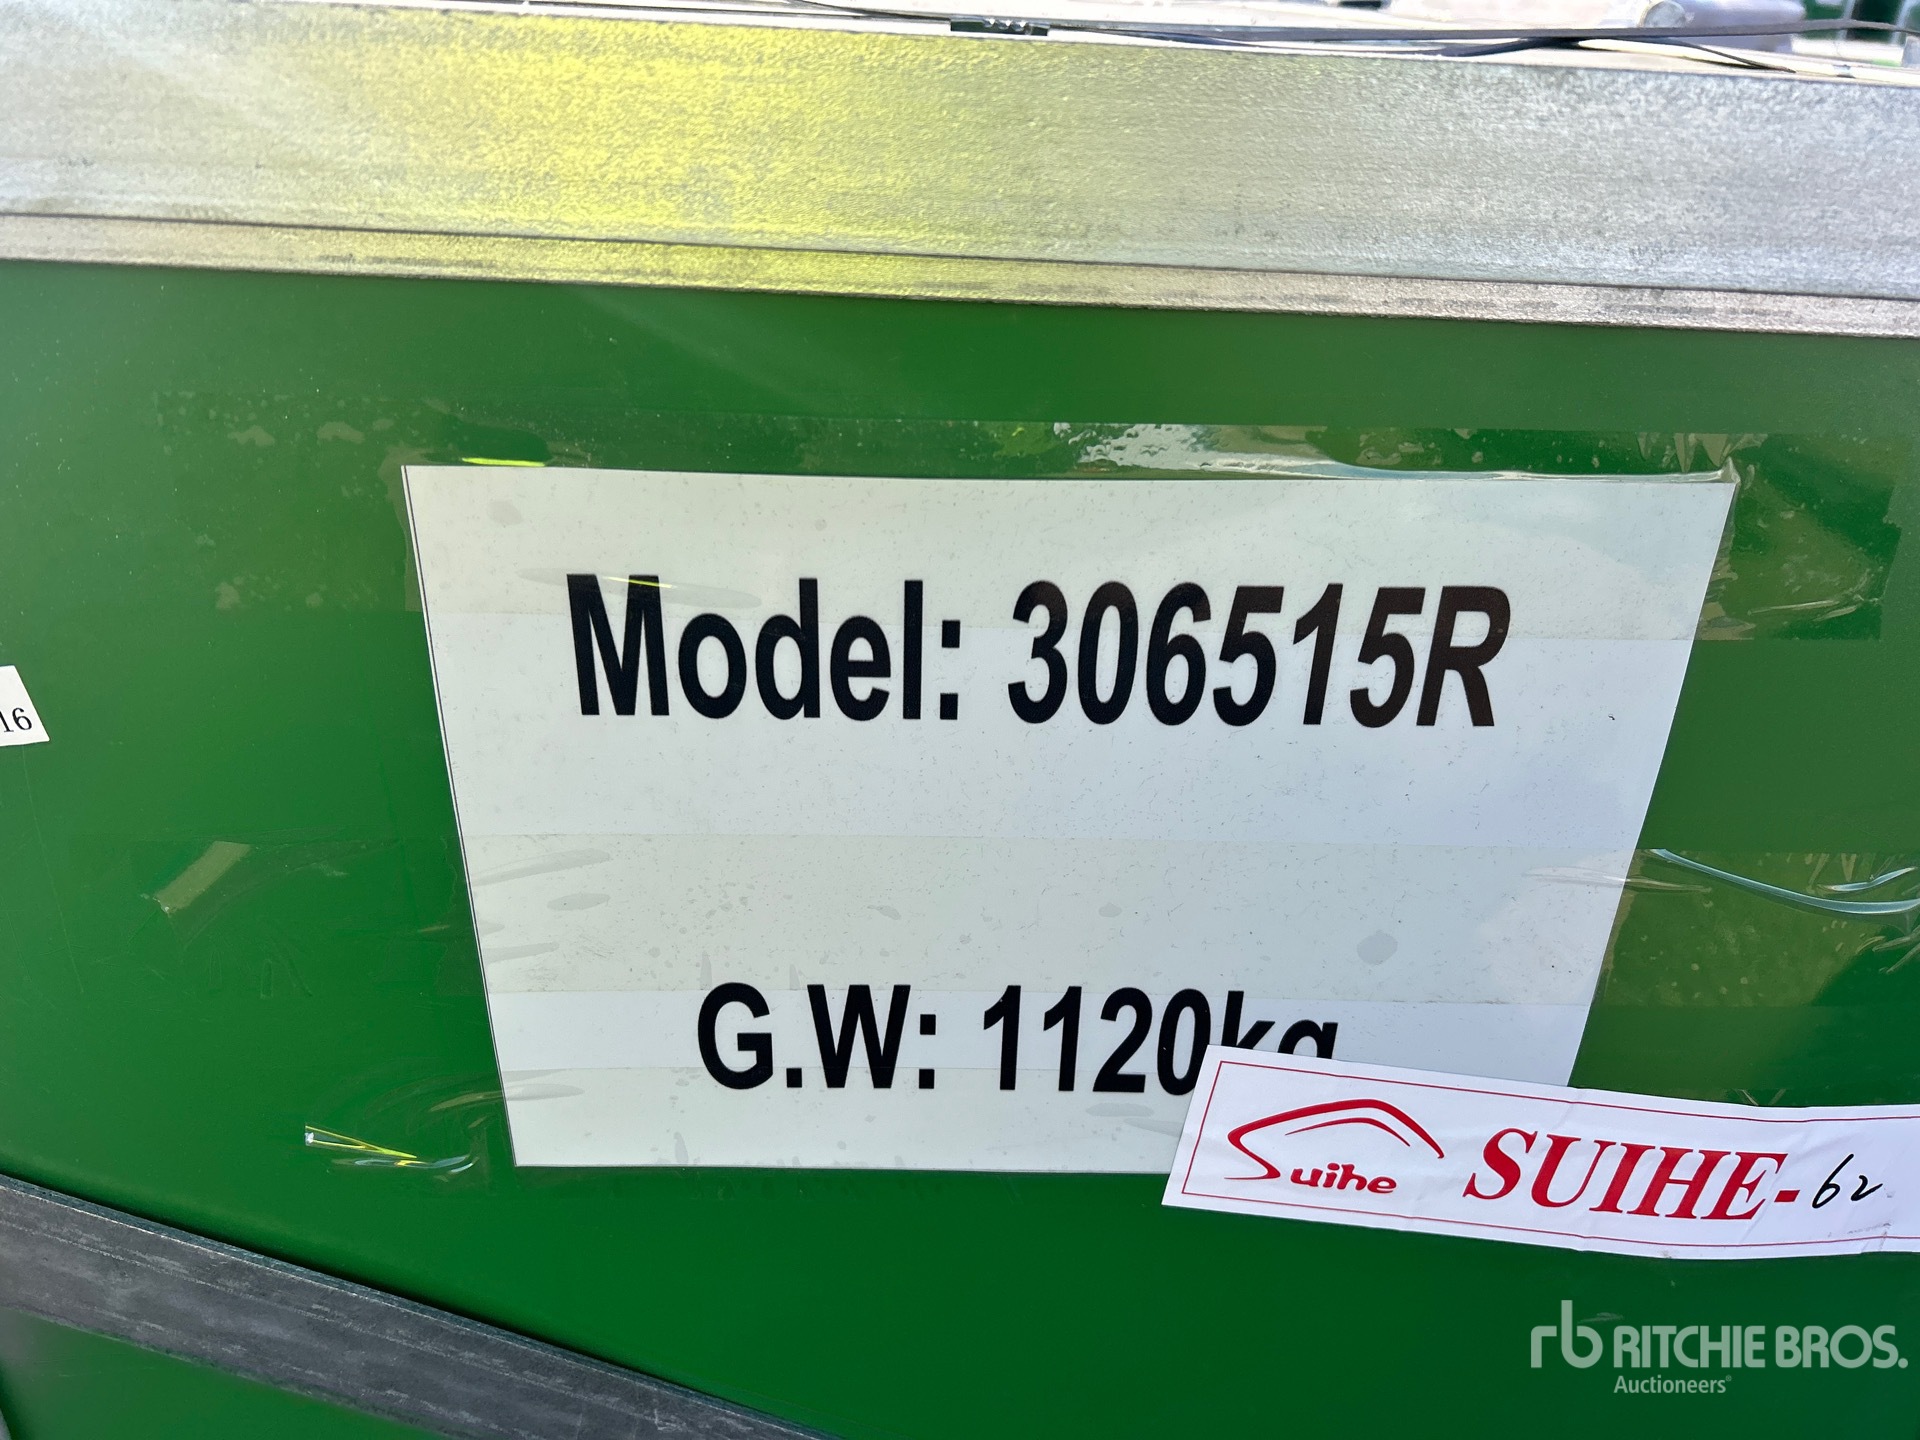 16
Model: 306515R
G.W: 1120kg
Suihe SUIHE-62
rb RITCHIE BROS.
Auctioneers